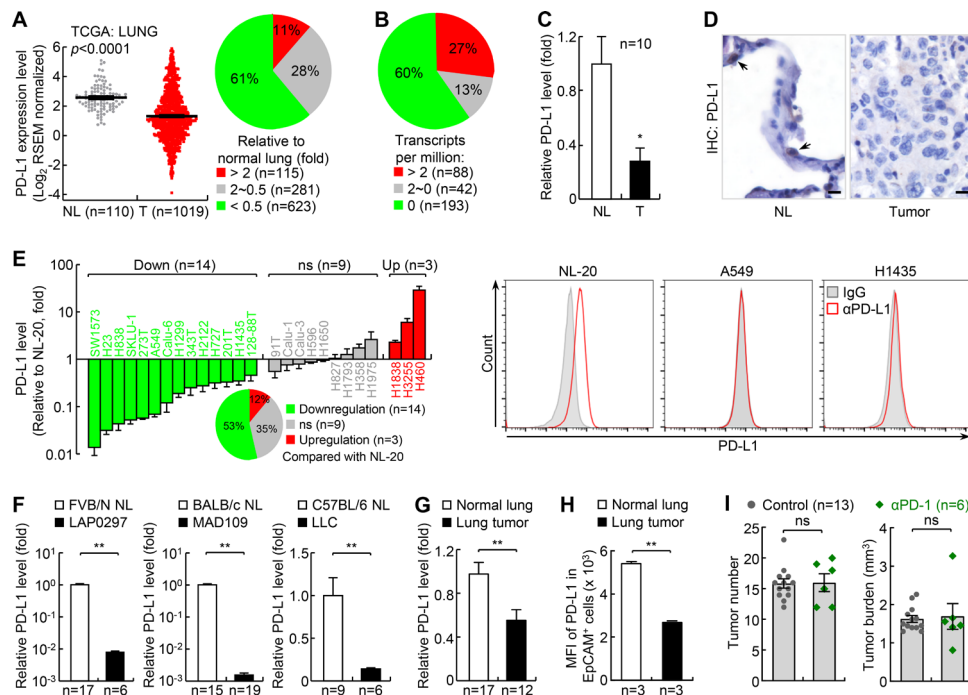 A
TCGA: LUNG
p<0.0001
PD-L1 expression level
(Log2 RSEM normalized)
6
4
2
0
-2
-4
NL (n=110) T (n=1019)
11%
28%
61%
Relative to
normal lung (fold)
> 2 (n=115)
2~0.5 (n=281)
< 0.5 (n=623)
B
27%
13%
60%
Transcripts
per million:
> 2 (n=88)
2~0 (n=42)
0 (n=193)
C
Relative PD-L1 level (fold)
1.2
0.8
0.4
0
n=10
*
NL T
D
IHC: PD-L1
NL
Tumor
E
PD-L1 level
(Relative to NL-20, fold)
100
10
1
0.1
0.01
Down (n=14)
ns (n=9)
Up (n=3)
SW1573
H23
H838
SKLU-1
273T
A549
Calu-6
H1299
343T
H2122
H727
201T
H1435
128-88T
91T
Calu-1
Calu-3
H596
H1650
H827
H1793
H358
H1975
H1838
H3255
H460
12%
35%
53%
Downregulation (n=14)
ns (n=9)
Upregulation (n=3)
Compared with NL-20
NL-20
A549
H1435
IgG
αPD-L1
Count
PD-L1
F
FVB/N NL
LAP0297
Relative PD-L1 level (fold)
10¹
10⁰
10⁻¹
10⁻²
10⁻³
**
n=17 n=6
BALB/c NL
MAD109
Relative PD-L1 level (fold)
10¹
10⁰
10⁻¹
10⁻²
10⁻³
**
n=15 n=19
C57BL/6 NL
LLC
Relative PD-L1 level (fold)
1.5
1.0
0.5
0.0
**
n=9 n=6
G
Normal lung
Lung tumor
Relative PD-L1 level (fold)
1.2
0.8
0.4
0
**
n=17 n=12
H
Normal lung
Lung tumor
MFI of PD-L1 in
EpCAM⁺ cells (x 10³)
6
4
2
0
**
n=3 n=3
I
Control (n=13)
αPD-1 (n=6)
Tumor number
25
20
15
10
5
0
ns
Tumor burden (mm³)
4
3
2
1
0
ns